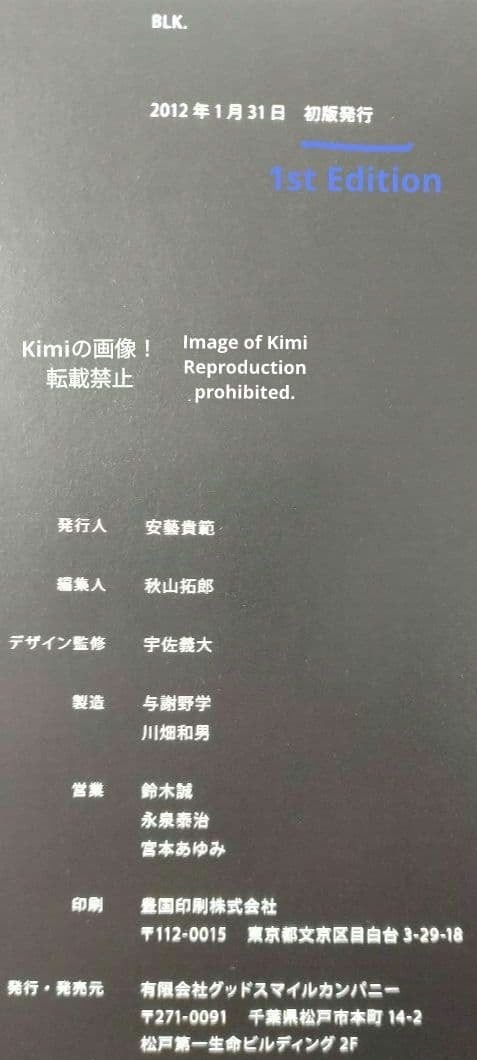 BLK.
2012年1月31日 初版発行
1st Edition
Kimiの画像！
転載禁止
Image of Kimi
Reproduction
prohibited.
発行人 安藝貴範
編集人 秋山拓郎
デザイン監修 宇佐義大
製造 与謝野学
川畑和男
営業 鈴木誠
永泉泰治
宮本あゆみ
印刷 豊国印刷株式会社
〒112-0015 東京都文京区目白台 3-29-18
発行・発売元 有限会社グッドスマイルカンパニー
〒271-0091 千葉県松戸市本町 14-2
松戸第一生命ビルディング 2F